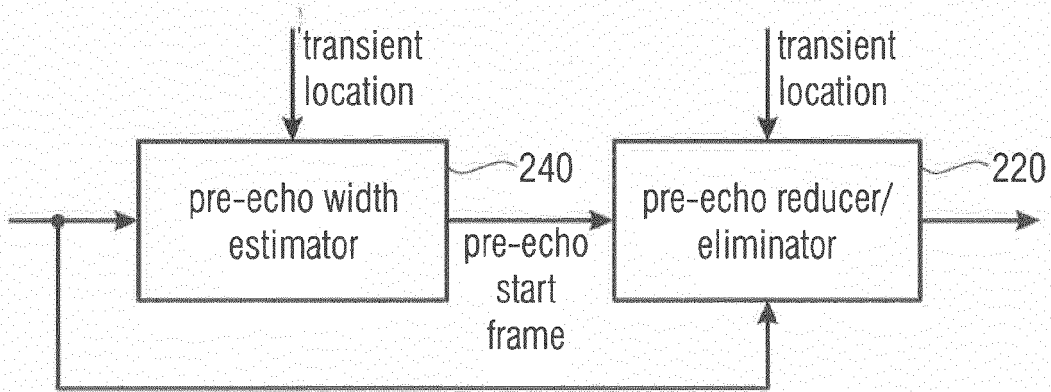 transient
location
transient
location
pre-echo width
estimator
240
pre-echo
start
frame
pre-echo reducer/
eliminator
220